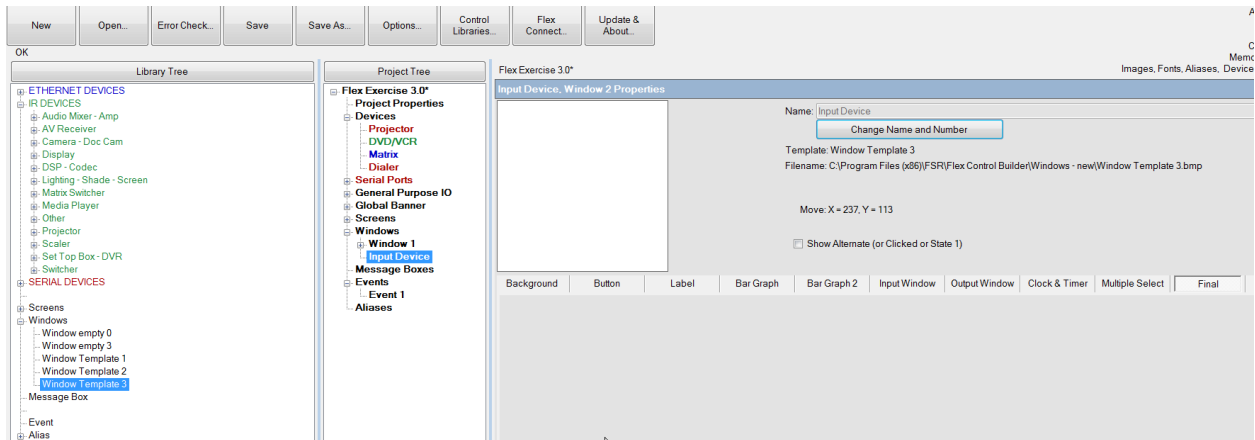 New Open... Error Check... Save Save As... Options... Control Libraries... Flex Connect... Update & About...
OK
Library Tree
ETHERNET DEVICES
IR DEVICES
Audio Mixer - Amp
AV Receiver
Camera - Doc Cam
Display
DSP - Codec
Lighting - Shade - Screen
Matrix Switcher
Media Player
Other
Projector
Scaler
Set Top Box - DVR
Switcher
SERIAL DEVICES
Screens
Windows
Window empty 0
Window empty 3
Window Template 1
Window Template 2
Window Template 3
Message Box
Event
Alias
Project Tree
Flex Exercise 3.0*
Project Properties
Devices
Projector
DVD/VCR
Matrix
Dialer
Serial Ports
General Purpose IO
Global Banner
Screens
Windows
Window 1
Input Device
Message Boxes
Events
Event 1
Aliases
Flex Exercise 3.0*
Images, Fonts, Aliases, Device
Input Device, Window 2 Properties
Name: Input Device
Change Name and Number
Template: Window Template 3
Filename: C:\Program Files (x86)\FSR\Flex Control Builder\Windows - new\Window Template 3.bmp
Move: X = 237, Y = 113
Show Alternate (or Clicked or State 1)
Background Button Label Bar Graph Bar Graph 2 Input Window Output Window Clock & Timer Multiple Select Final